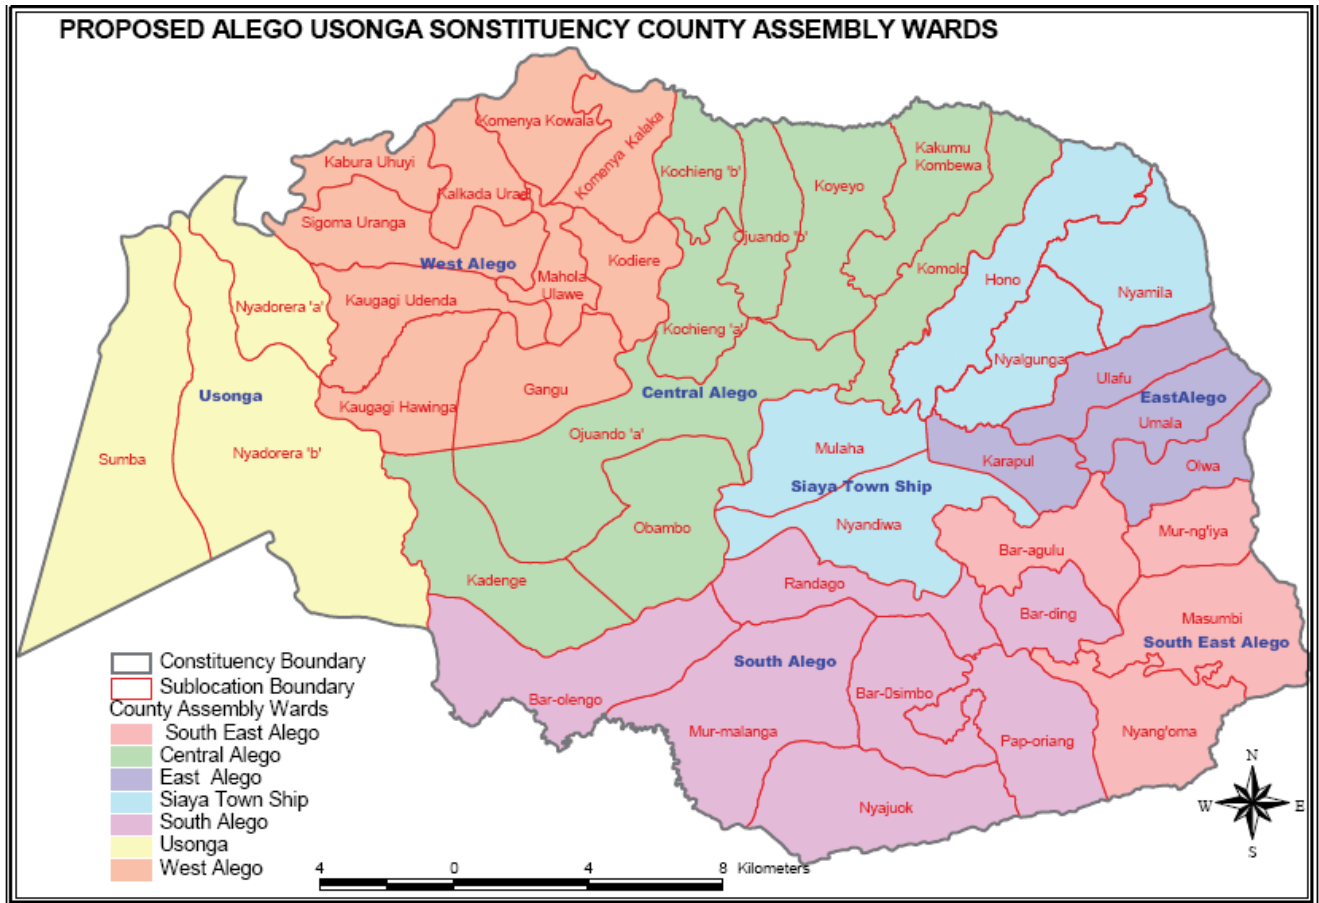 PROPOSED ALEGO USONGA SONSTITUENCY COUNTY ASSEMBLY WARDS
Komenya Kowala
Komenya Kalaka
Kabura Uhuyi
Kalkada Uradi
Sigoma Uranga
West Alego
Kodiere
Mahola
Ulawe
Kaugagi Udenda
Kaugagi Hawinga
Gangu
Kochieng 'b'
Ojuando 'b'
Koyeyo
Kakumu
Kombewa
Komolo
Kochieng 'a'
Central Alego
Ojuando 'a'
Obambo
Kadenge
Hono
Nyamila
Nyalgunga
Ulafu
EastAlego
Umala
Karapul
Olwa
Mulaha
Siaya Town Ship
Nyandiwa
Nyadorera 'a'
Usonga
Sumba
Nyadorera 'b'
Mur-ng'iya
Bar-agulu
Bar-ding
Masumbi
South East Alego
Nyang'oma
Randago
South Alego
Bar-olengo
Bar-0simbo
Mur-malanga
Pap-oriang
Nyajuok
Constituency Boundary
Sublocation Boundary
County Assembly Wards
South East Alego
Central Alego
East Alego
Siaya Town Ship
South Alego
Usonga
West Alego
4 0 4 8 Kilometers
N
W E
S